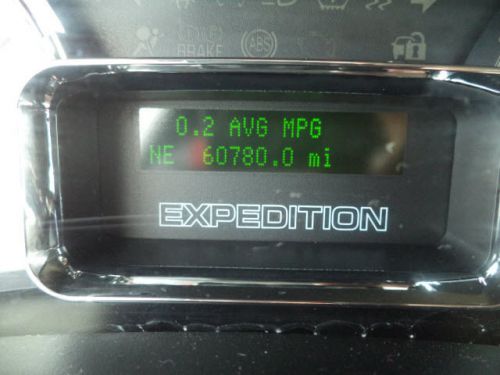 BRAKE
ABS
0.2 AVG MPG
NE 60780.0 mi
EXPEDITION